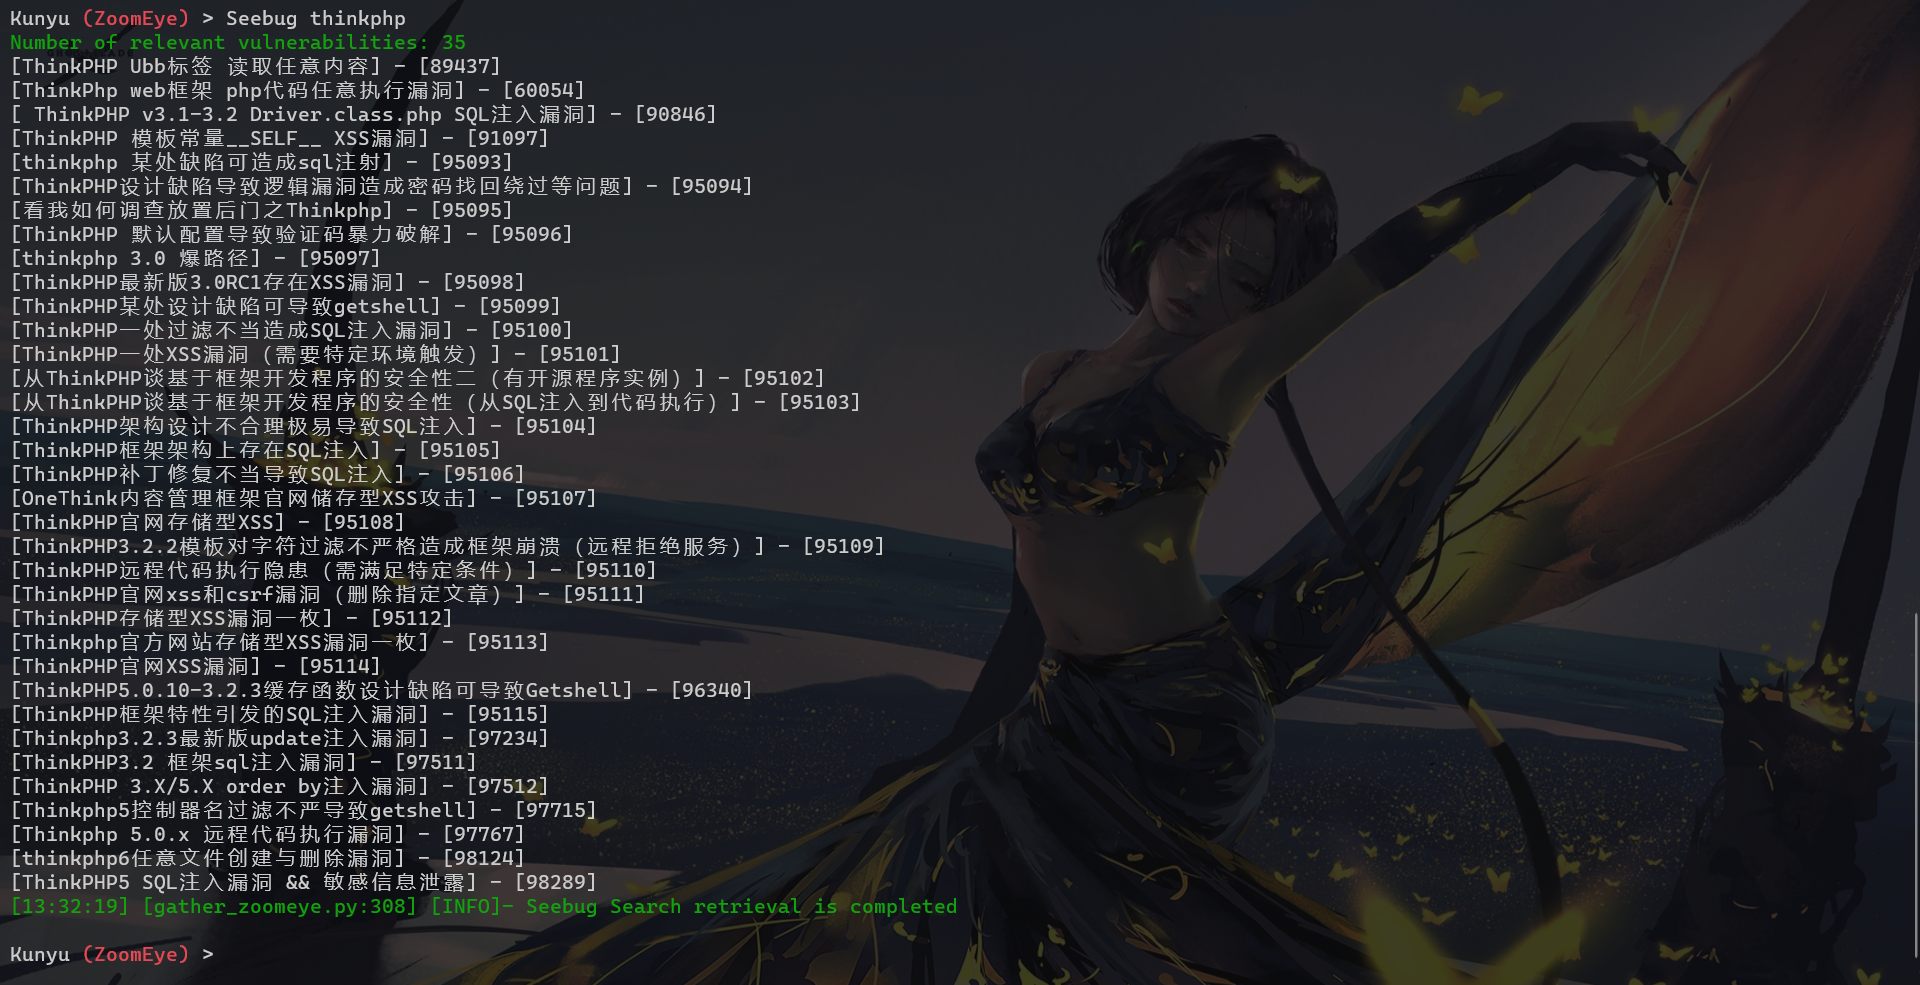 Kunyu (ZoomEye) > Seebug thinkphp
Number of relevant vulnerabilities: 35
[ThinkPHP Ubb标签 读取任意内容] - [89437]
[ThinkPhp web框架 php代码任意执行漏洞] - [60054]
[ ThinkPHP v3.1-3.2 Driver.class.php SQL注入漏洞] - [90846]
[ThinkPHP 模板常量__SELF__ XSS漏洞] - [91097]
[thinkphp 某处缺陷可造成sql注射] - [95093]
[ThinkPHP设计缺陷导致逻辑漏洞造成密码找回绕过等问题] - [95094]
[看我如何调查放置后门之Thinkphp] - [95095]
[ThinkPHP 默认配置导致验证码暴力破解] - [95096]
[thinkphp 3.0 爆路径] - [95097]
[ThinkPHP最新版3.0RC1存在XSS漏洞] - [95098]
[ThinkPHP某处设计缺陷可导致getshell] - [95099]
[ThinkPHP一处过滤不当造成SQL注入漏洞] - [95100]
[ThinkPHP一处XSS漏洞（需要特定环境触发）] - [95101]
[从ThinkPHP谈基于框架开发程序的安全性二（有开源程序实例）] - [95102]
[从ThinkPHP谈基于框架开发程序的安全性（从SQL注入到代码执行）] - [95103]
[ThinkPHP架构设计不合理极易导致SQL注入] - [95104]
[ThinkPHP框架架构上存在SQL注入] - [95105]
[ThinkPHP补丁修复不当导致SQL注入] - [95106]
[OneThink内容管理框架官网储存型XSS攻击] - [95107]
[ThinkPHP官网存储型XSS] - [95108]
[ThinkPHP3.2.2模板对字符过滤不严格造成框架崩溃（远程拒绝服务）] - [95109]
[ThinkPHP远程代码执行隐患（需满足特定条件）] - [95110]
[ThinkPHP官网xss和csrf漏洞（删除指定文章）] - [95111]
[ThinkPHP存储型XSS漏洞一枚] - [95112]
[Thinkphp官方网站存储型XSS漏洞一枚] - [95113]
[ThinkPHP官网XSS漏洞] - [95114]
[ThinkPHP5.0.10-3.2.3缓存函数设计缺陷可导致Getshell] - [96340]
[ThinkPHP框架特性引发的SQL注入漏洞] - [95115]
[Thinkphp3.2.3最新版update注入漏洞] - [97234]
[ThinkPHP3.2 框架sql注入漏洞] - [97511]
[ThinkPHP 3.X/5.X order by注入漏洞] - [97512]
[Thinkphp5控制器名过滤不严导致getshell] - [97715]
[Thinkphp 5.0.x 远程代码执行漏洞] - [97767]
[thinkphp6任意文件创建与删除漏洞] - [98124]
[ThinkPHP5 SQL注入漏洞 && 敏感信息泄露] - [98289]
[13:32:19] [gather_zoomeye.py:308] [INFO]- Seebug Search retrieval is completed
Kunyu (ZoomEye) >